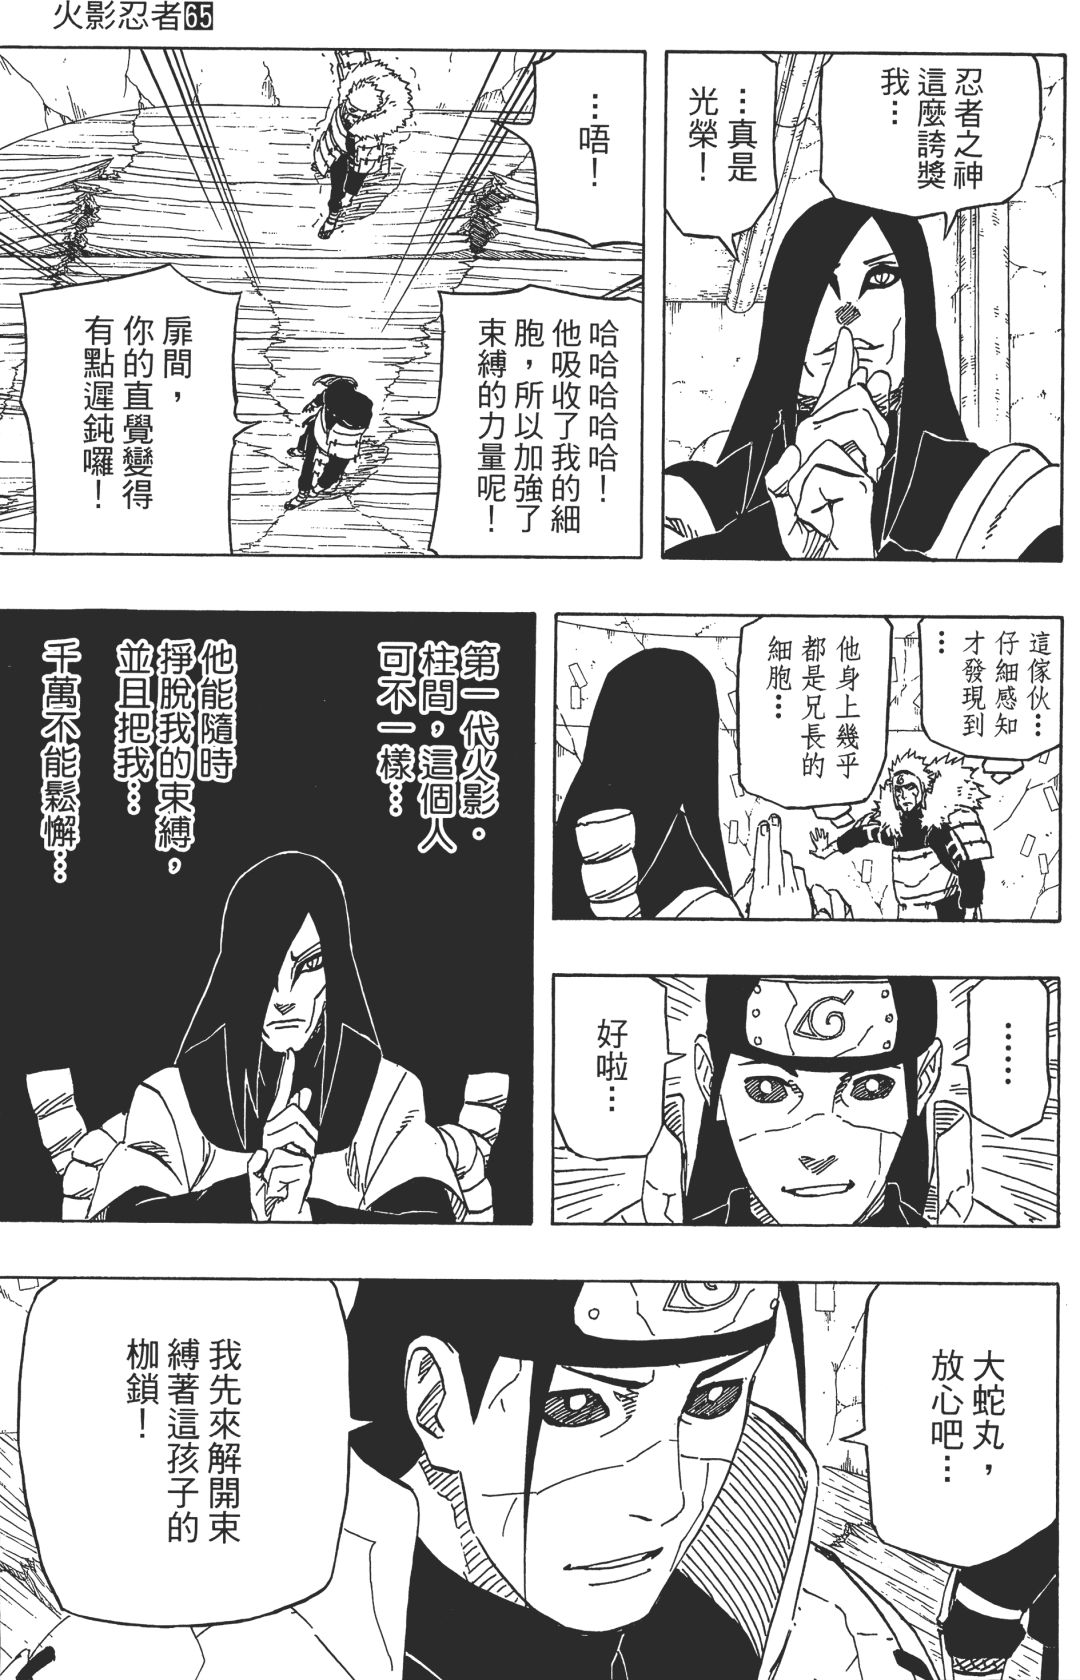 火影忍者65
忍者之神
這麼誇獎
我…
…真是
光榮！
…唔！
哈哈哈哈哈！
他吸收了我的細
胞，所以加強了
束縛的力量呢！
扉間，
你的直覺變得
有點遲鈍囉！
這傢伙…
仔細感知
才發現到
…
他身上幾乎
都是兄長的
細胞…
第一代火影．
柱間，這個人
可不一樣…
他能隨時
掙脫我的束縛，
並且把我…
千萬不能鬆懈…
……
好啦…
大蛇丸，
放心吧…
我先來解開束
縛著這孩子的
枷鎖！